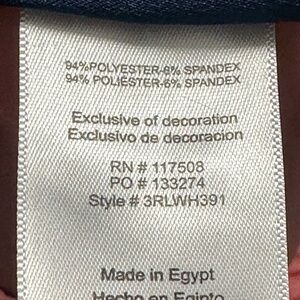 94%POLYESTER-6% SPANDEX
94% POLIESTER-6% SPANDEX
Exclusive of decoration
Exclusivo de decoracion
RN # 117508
PO # 133274
Style # 3RLWH391
Made in Egypt
Hecho en Egipto